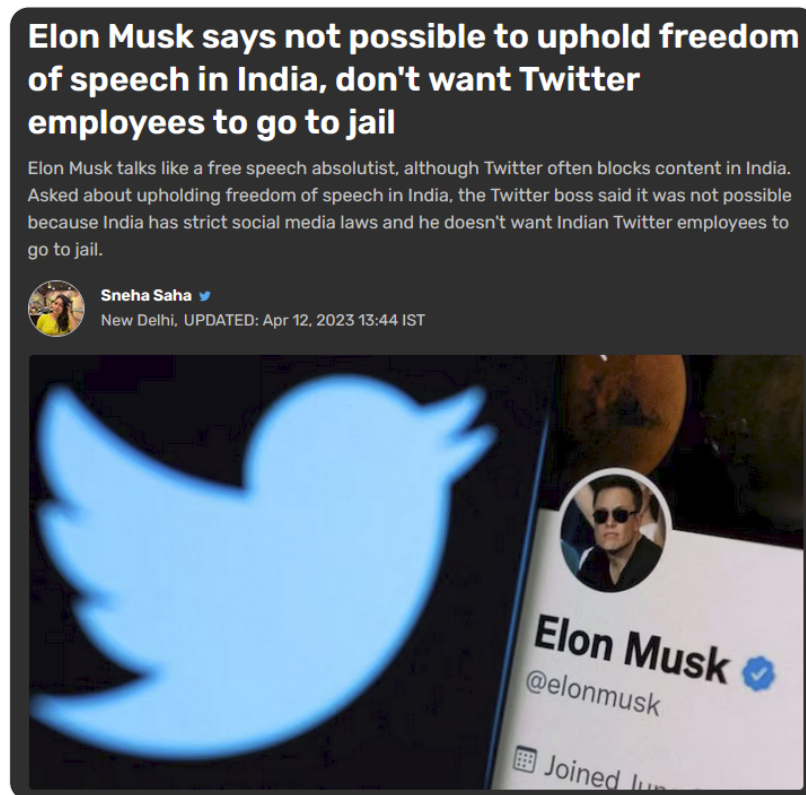 Elon Musk says not possible to uphold freedom
of speech in India, don't want Twitter
employees to go to jail
Elon Musk talks like a free speech absolutist, although Twitter often blocks content in India.
Asked about upholding freedom of speech in India, the Twitter boss said it was not possible
because India has strict social media laws and he doesn't want Indian Twitter employees to
go to jail.
Sneha Saha
New Delhi, UPDATED: Apr 12, 2023 13:44 IST
Elon Musk
@elonmusk
Joined